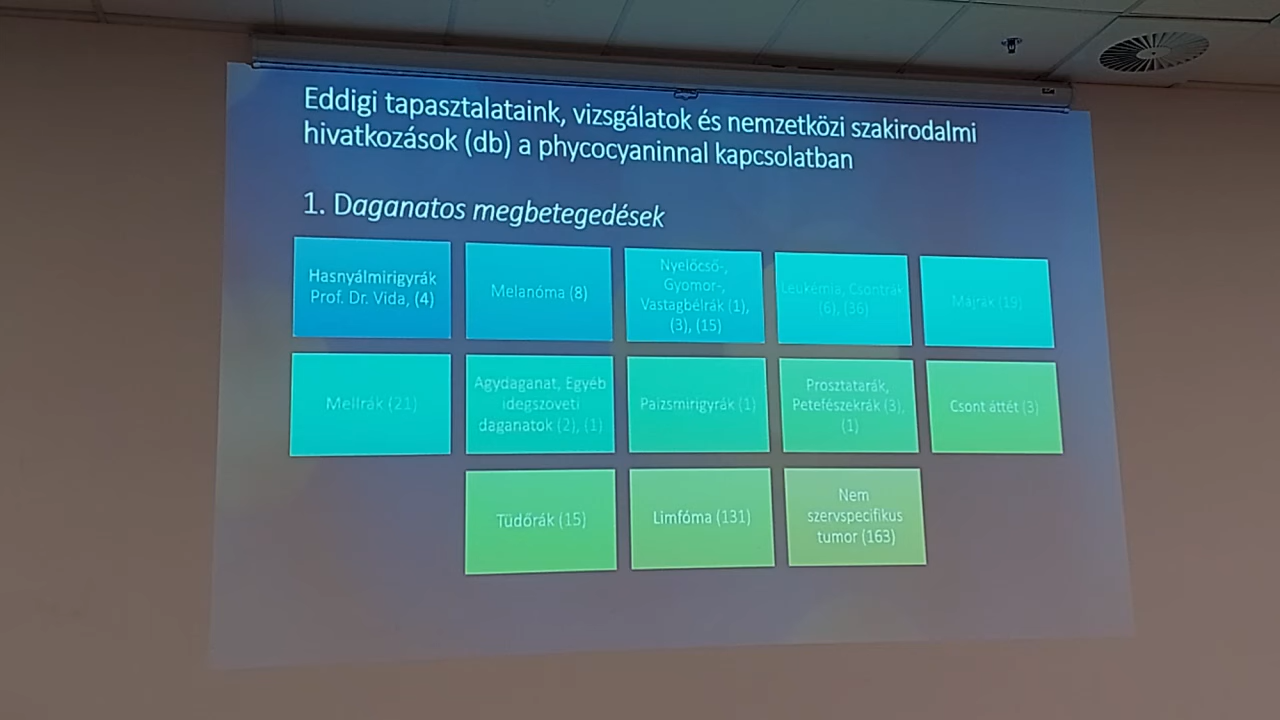 Eddigi tapasztalataink, vizsgálatok és nemzetközi szakirodalmi
hivatkozások (db) a phycocyaninnal kapcsolatban
1. Daganatos megbetegedések
Hasnyálmirigyrák
Prof. Dr. Vida, (4)
Melanóma (8)
Nyelőcső-,
Gyomor-,
Vastagbélrák (1),
(3), (15)
Leukémia, Csontrák
(6), (36)
Májrák (19)
Mellrák (21)
Agydaganat, Egyéb
idegszöveti
daganatok (2), (1)
Pajzsmirigyrák (1)
Prosztatarák,
Petefészekrák (3),
(1)
Csont áttét (3)
Tüdőrák (15)
Limfóma (131)
Nem
szervspecifikus
tumor (163)